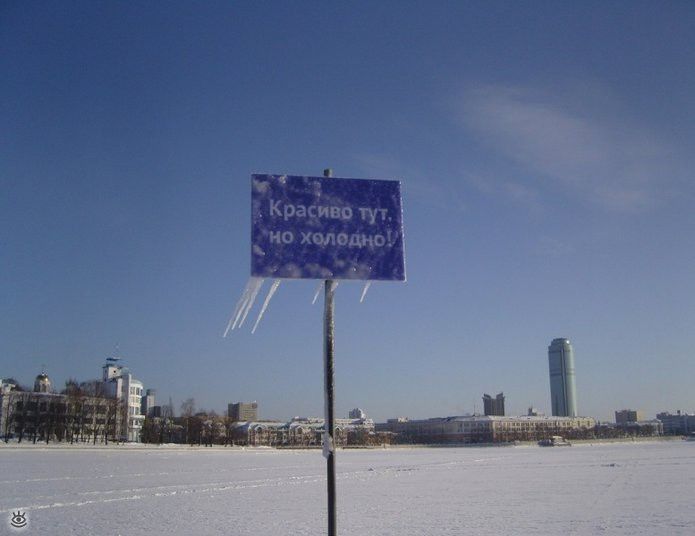 Красиво тут,
но холодно!